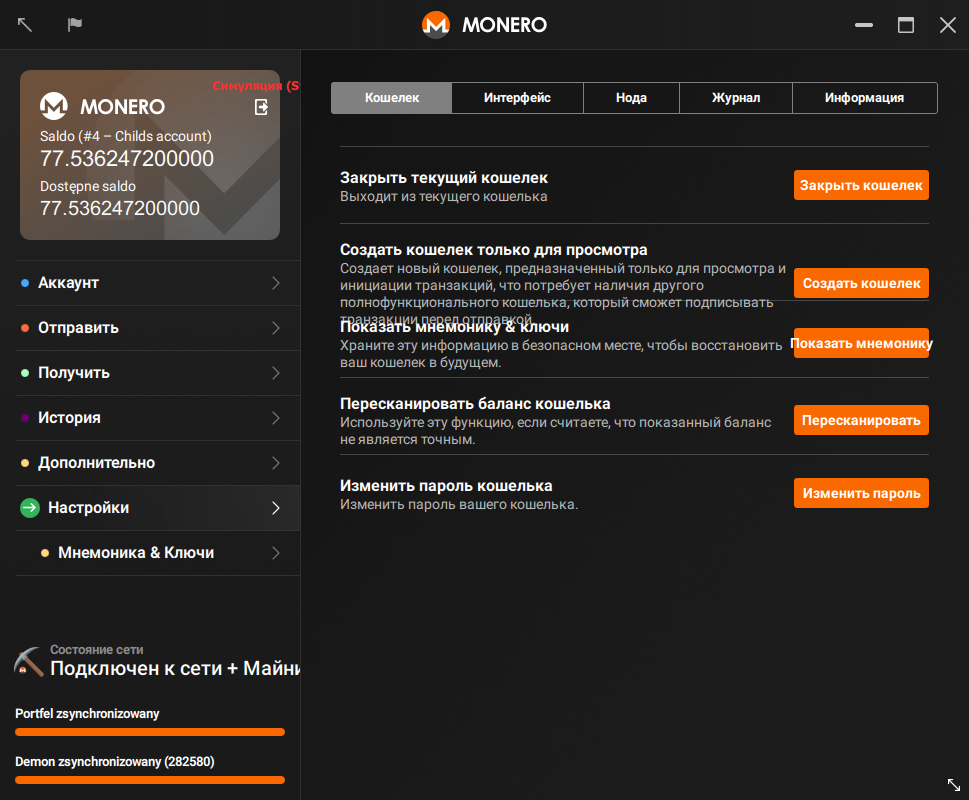 MONERO
Симуляция (S
MONERO
Saldo (#4 – Childs account)
77.536247200000
Dostępne saldo
77.536247200000
Аккаунт
Отправить
Получить
История
Дополнительно
Настройки
Мнемоника & Ключи
Состояние сети
Подключен к сети + Майни
Portfel zsynchronizowany
Demon zsynchronizowany (282580)
Кошелек
Интерфейс
Нода
Журнал
Информация
Закрыть текущий кошелек
Выходит из текущего кошелька
Закрыть кошелек
Создать кошелек только для просмотра
Создает новый кошелек, предназначенный только для просмотра и
инициации транзакций, что потребует наличия другого
полнофункционального кошелька, который сможет подписывать
транзакции перед отправкой.
Создать кошелек
Показать мнемонику & ключи
Храните эту информацию в безопасном месте, чтобы восстановить
ваш кошелек в будущем.
Показать мнемонику
Пересканировать баланс кошелька
Используйте эту функцию, если считаете, что показанный баланс
не является точным.
Пересканировать
Изменить пароль кошелька
Изменить пароль вашего кошелька.
Изменить пароль